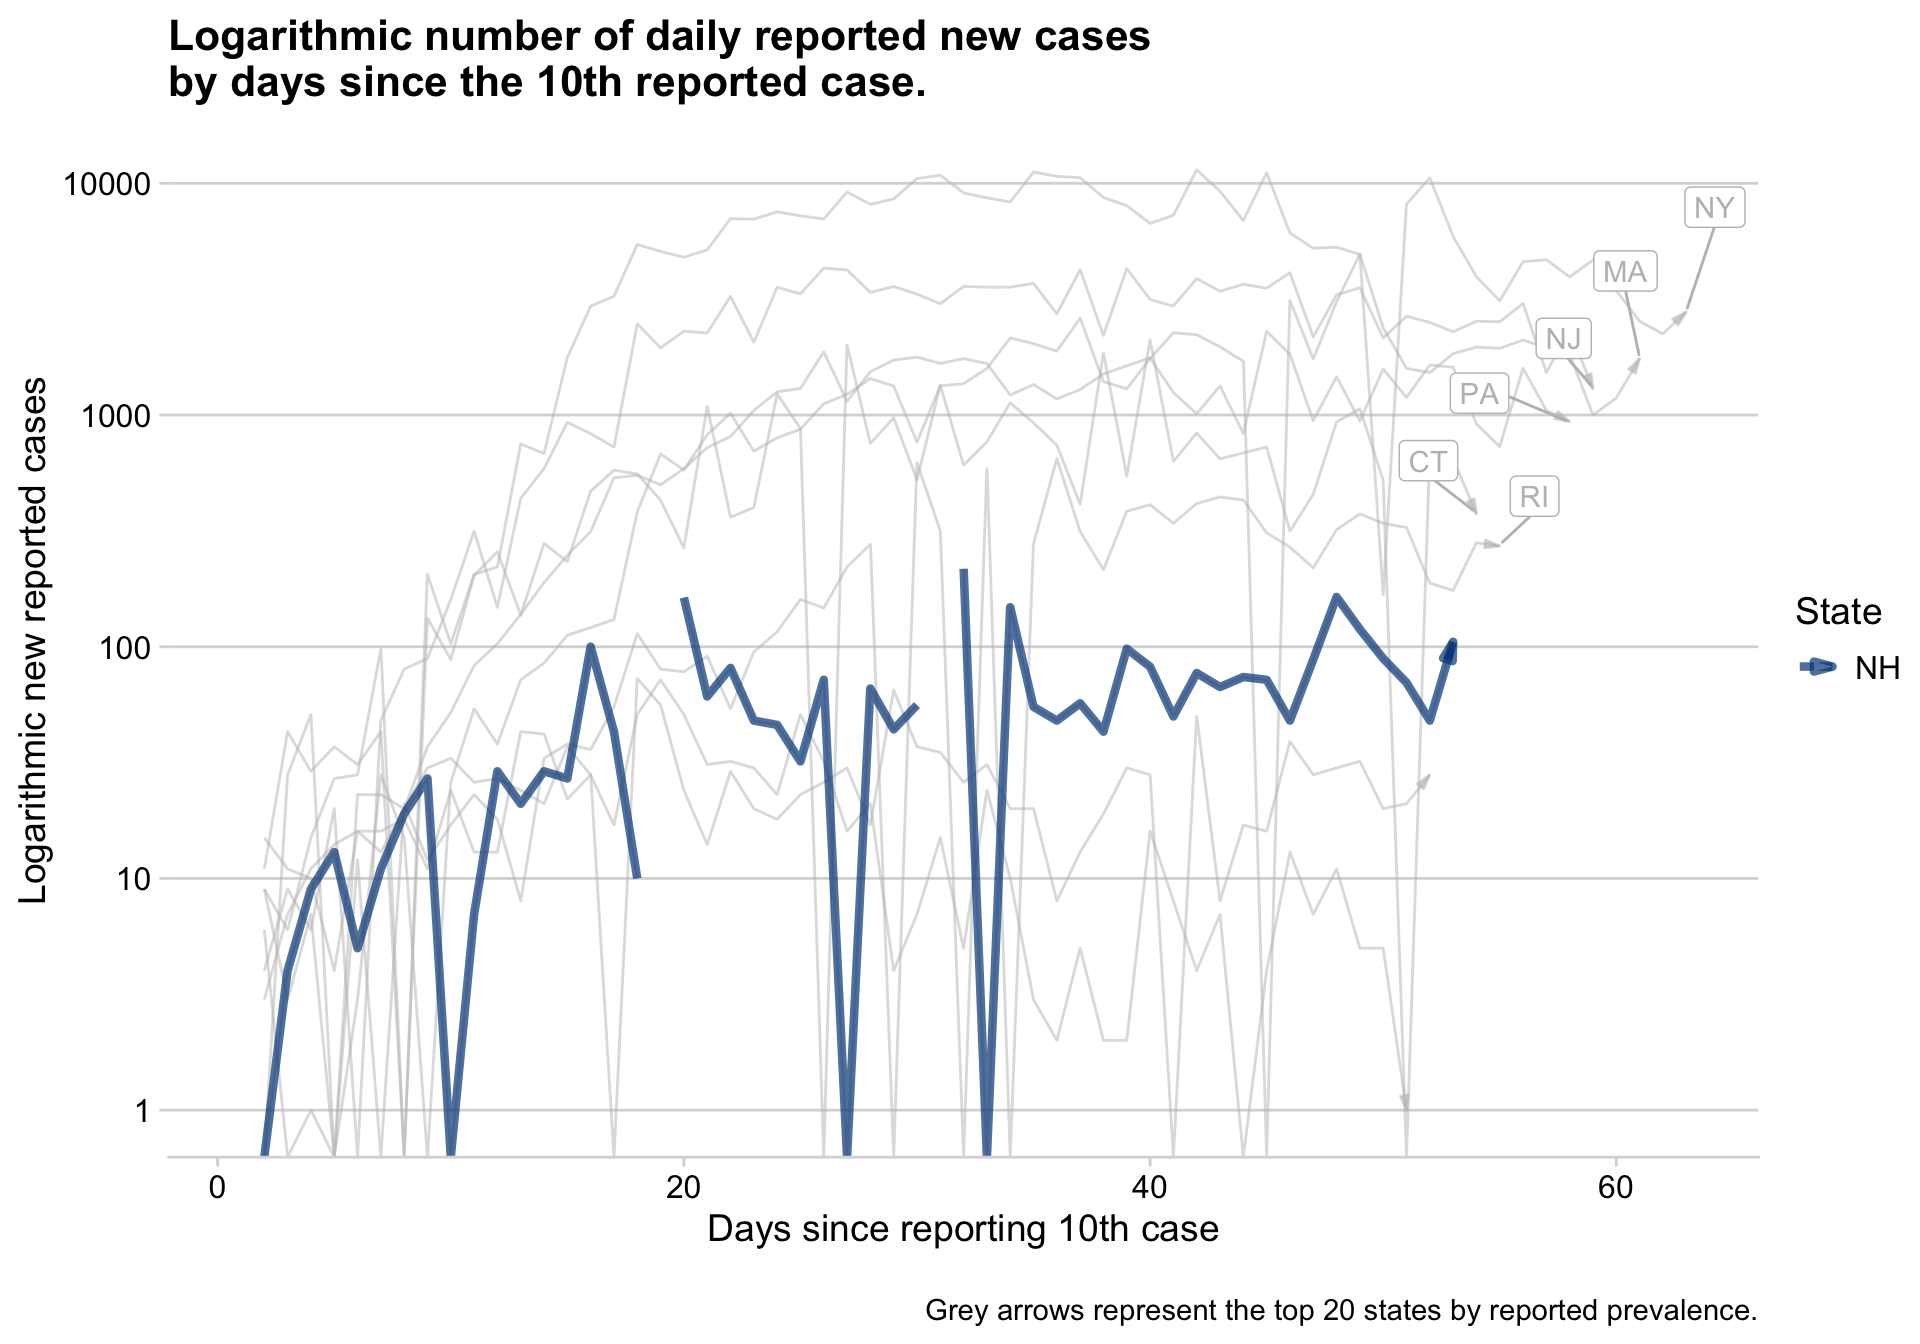 Logarithmic number of daily reported new cases
by days since the 10th reported case.
Logarithmic new reported cases
10000
1000
100
10
1
NY
MA
NJ
PA
CT
RI
State
NH
0
20
40
60
Days since reporting 10th case
Grey arrows represent the top 20 states by reported prevalence.